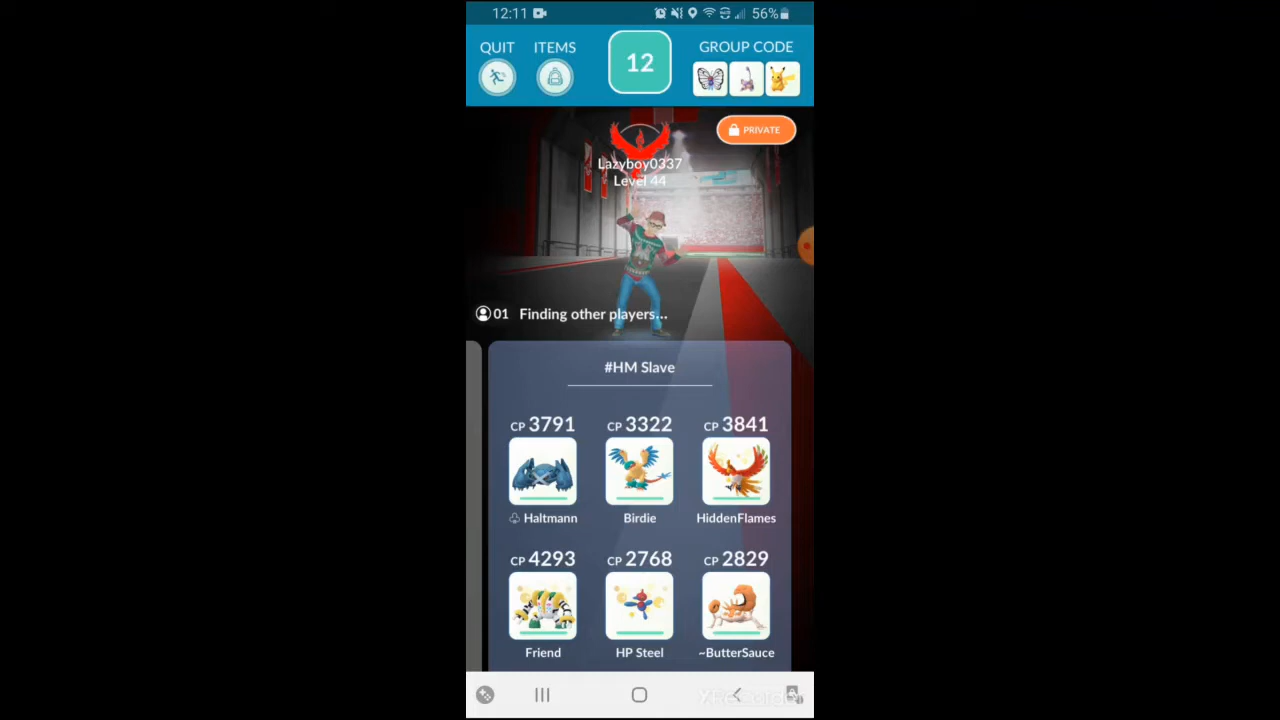 12:11 56%
QUIT ITEMS 12 GROUP CODE
PRIVATE
Lazyboy0337
Level 44
01 Finding other players...
#HM Slave
CP 3791 CP 3322 CP 3841
Haltmann Birdie HiddenFlames
CP 4293 CP 2768 CP 2829
Friend HP Steel ~ButterSauce
XRecorder